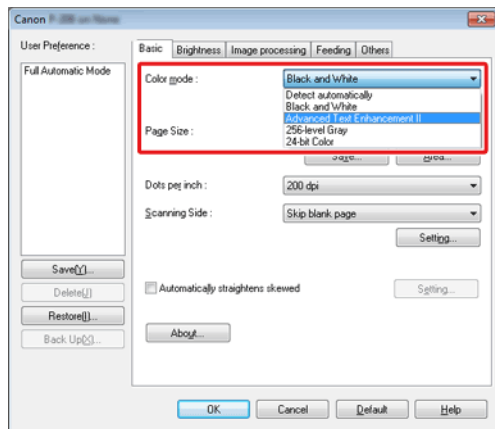 Canon
User Preference :
Full Automatic Mode
Save(Y)...
Delete(J)
Restore(I)...
Back Up(X)...
Basic Brightness Image processing Feeding Others
Color mode : Black and White
Detect automatically
Black and White
Advanced Text Enhancement II
256-level Gray
24-bit Color
Page Size :
Save... Area...
Dots per inch : 200 dpi
Scanning Side : Skip blank page
Setting...
Automatically straightens skewed Setting...
About...
OK Cancel Default Help